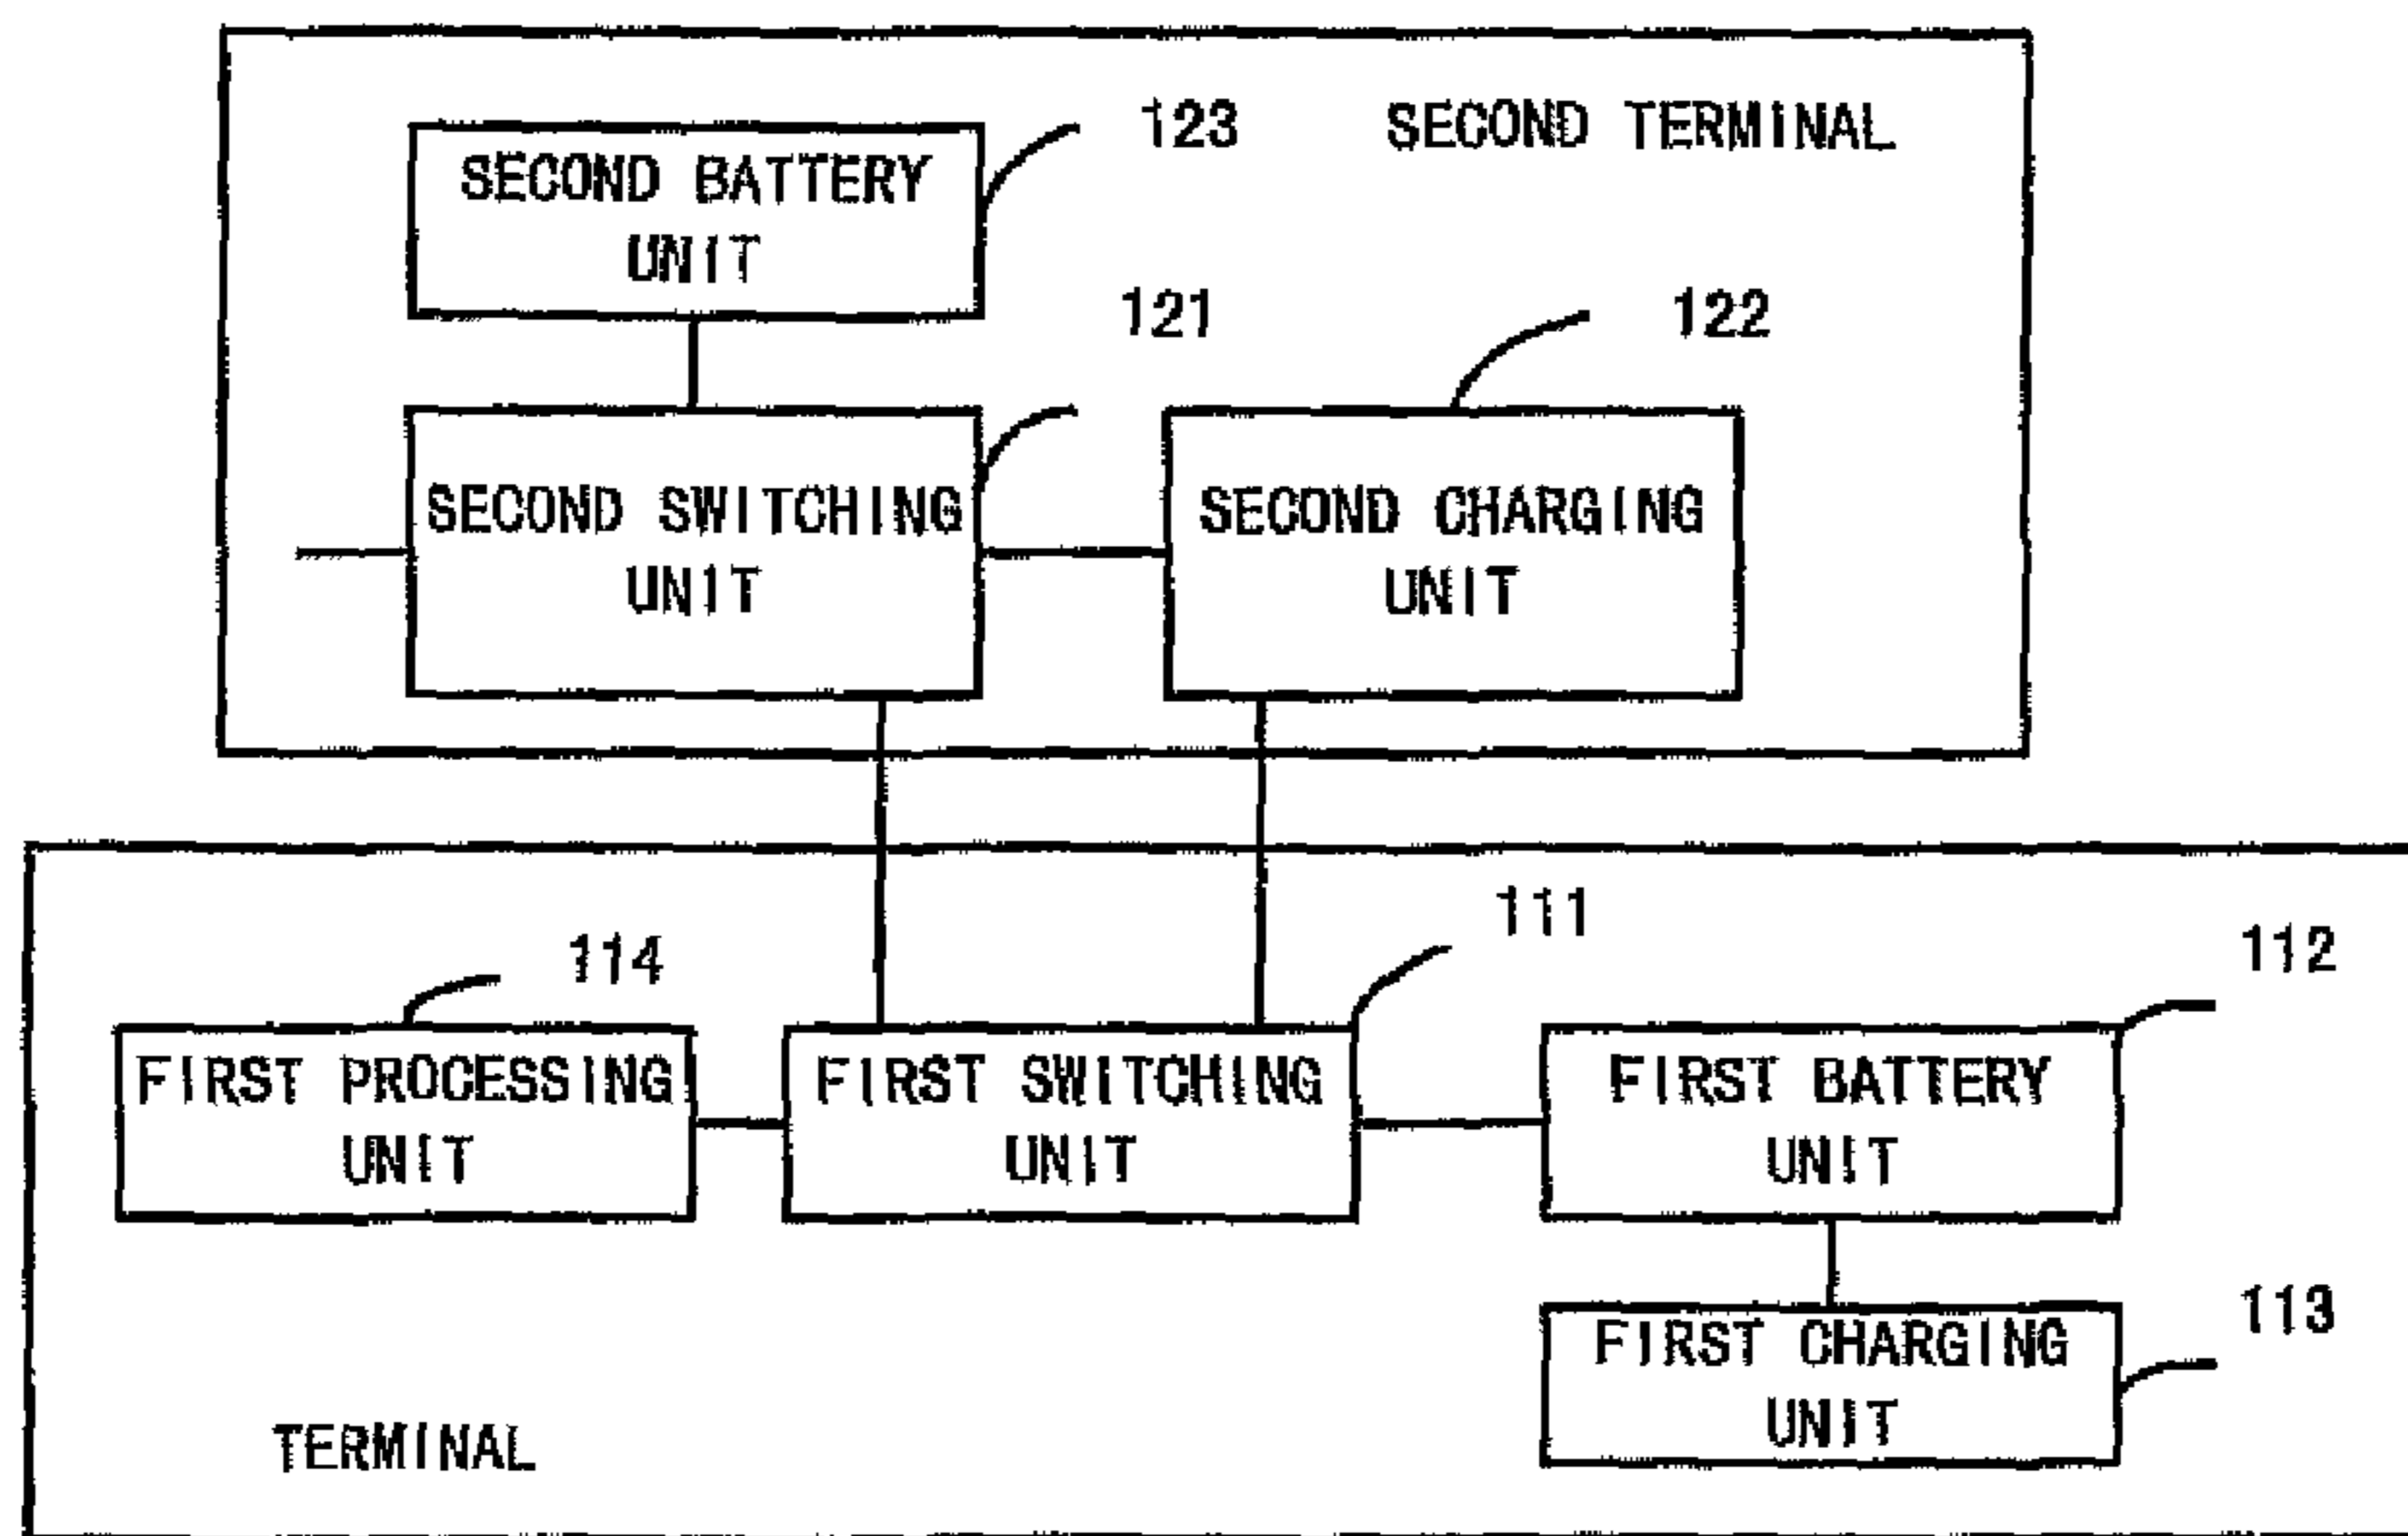 123
SECOND TERMINAL
SECOND BATTERY
UNIT
121
122
SECOND SWITCHING
UNIT
SECOND CHARGING
UNIT
111
112
114
FIRST PROCESSING
UNIT
FIRST SWITCHING
UNIT
FIRST BATTERY
UNIT
113
FIRST CHARGING
UNIT
TERMINAL